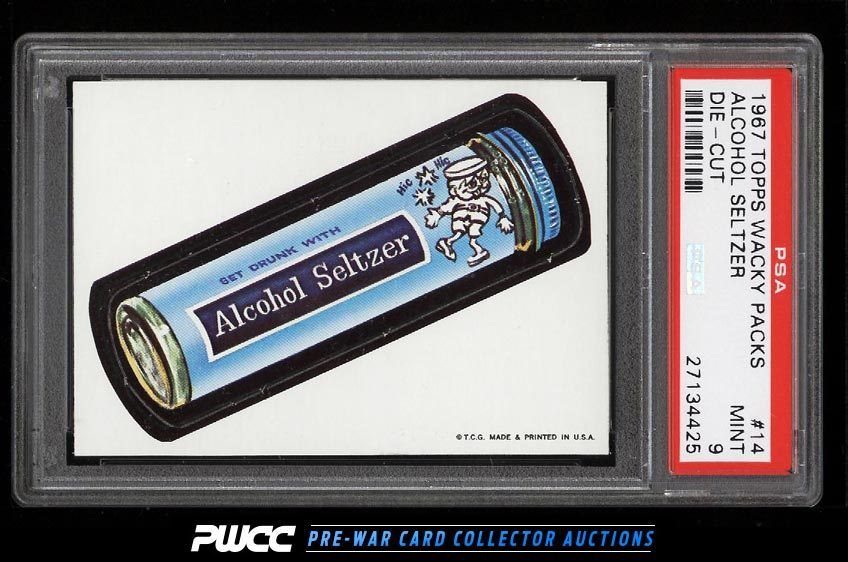 HIC HIC
GET DRUNK WITH
Alcohol Seltzer
© T.C.G. MADE & PRINTED IN U.S.A.
PSA
1967 TOPPS WACKY PACKS #14
ALCOHOL SELTZER MINT
DIE-CUT 9
27134425
PWCC PRE-WAR CARD COLLECTOR AUCTIONS